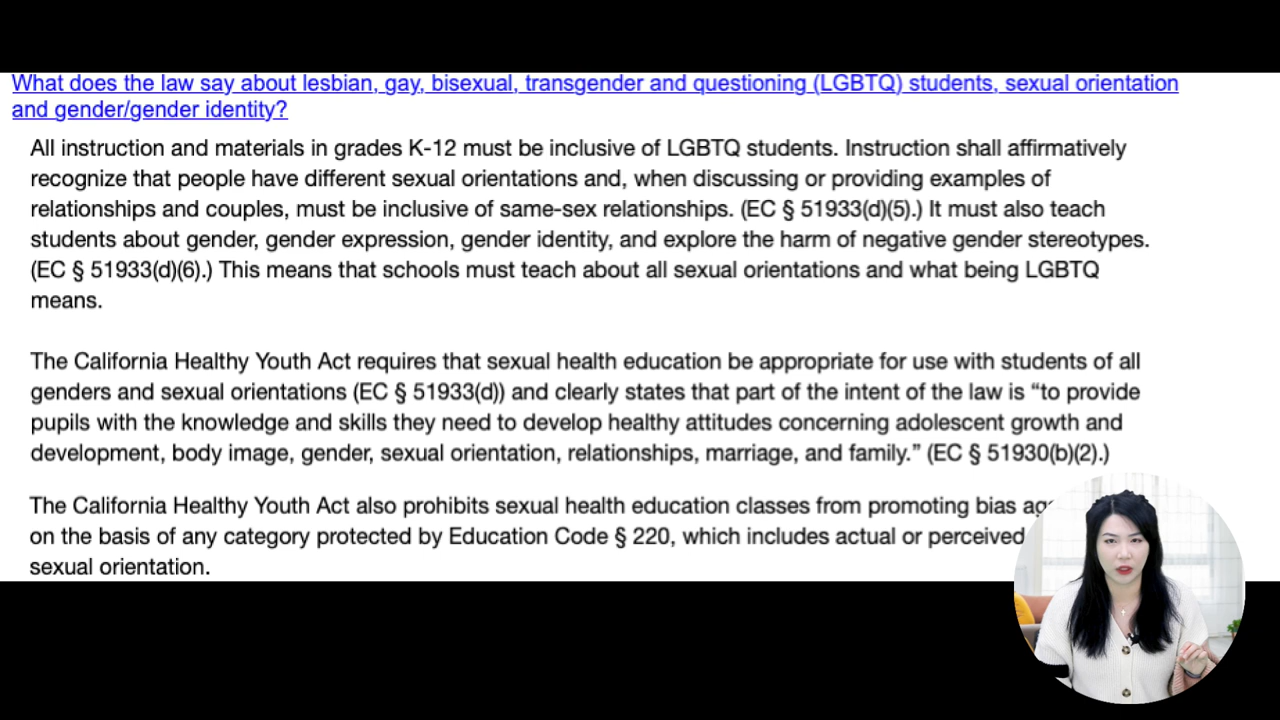 What does the law say about lesbian, gay, bisexual, transgender and questioning (LGBTQ) students, sexual orientation
and gender/gender identity?
All instruction and materials in grades K-12 must be inclusive of LGBTQ students. Instruction shall affirmatively
recognize that people have different sexual orientations and, when discussing or providing examples of
relationships and couples, must be inclusive of same-sex relationships. (EC § 51933(d)(5).) It must also teach
students about gender, gender expression, gender identity, and explore the harm of negative gender stereotypes.
(EC § 51933(d)(6).) This means that schools must teach about all sexual orientations and what being LGBTQ
means.
The California Healthy Youth Act requires that sexual health education be appropriate for use with students of all
genders and sexual orientations (EC § 51933(d)) and clearly states that part of the intent of the law is “to provide
pupils with the knowledge and skills they need to develop healthy attitudes concerning adolescent growth and
development, body image, gender, sexual orientation, relationships, marriage, and family.” (EC § 51930(b)(2).)
The California Healthy Youth Act also prohibits sexual health education classes from promoting bias
on the basis of any category protected by Education Code § 220, which includes actual or perceived
sexual orientation.